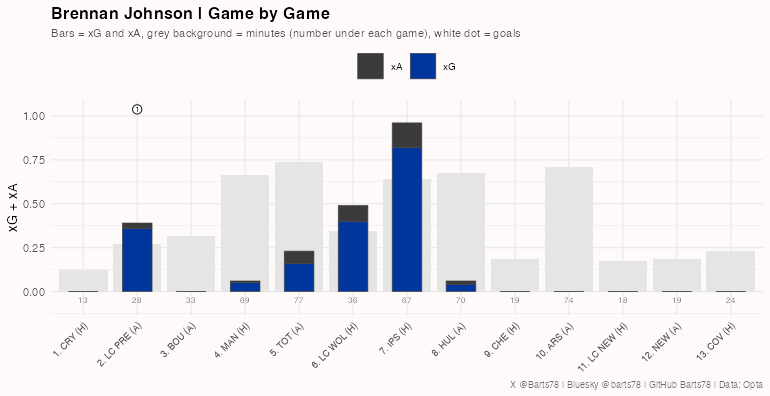 Brennan Johnson | Game by Game
Bars = xG and xA, grey background = minutes (number under each game), white dot = goals
xA xG
1
xG + xA
1.00
0.75
0.50
0.25
0.00
13 28 33 69 77 36 67 70 19 74 18 19 24
1. CRY (H)
2. LC PRE (A)
3. BOU (A)
4. MAN (H)
5. TOT (A)
6. LC WOL (H)
7. IPS (H)
8. HUL (A)
9. CHE (H)
10. ARS (A)
11. LC NEW (H)
12. NEW (A)
13. COV (H)
X @Barts78 | Bluesky @barts78 | GitHub Barts78 | Data: Opta